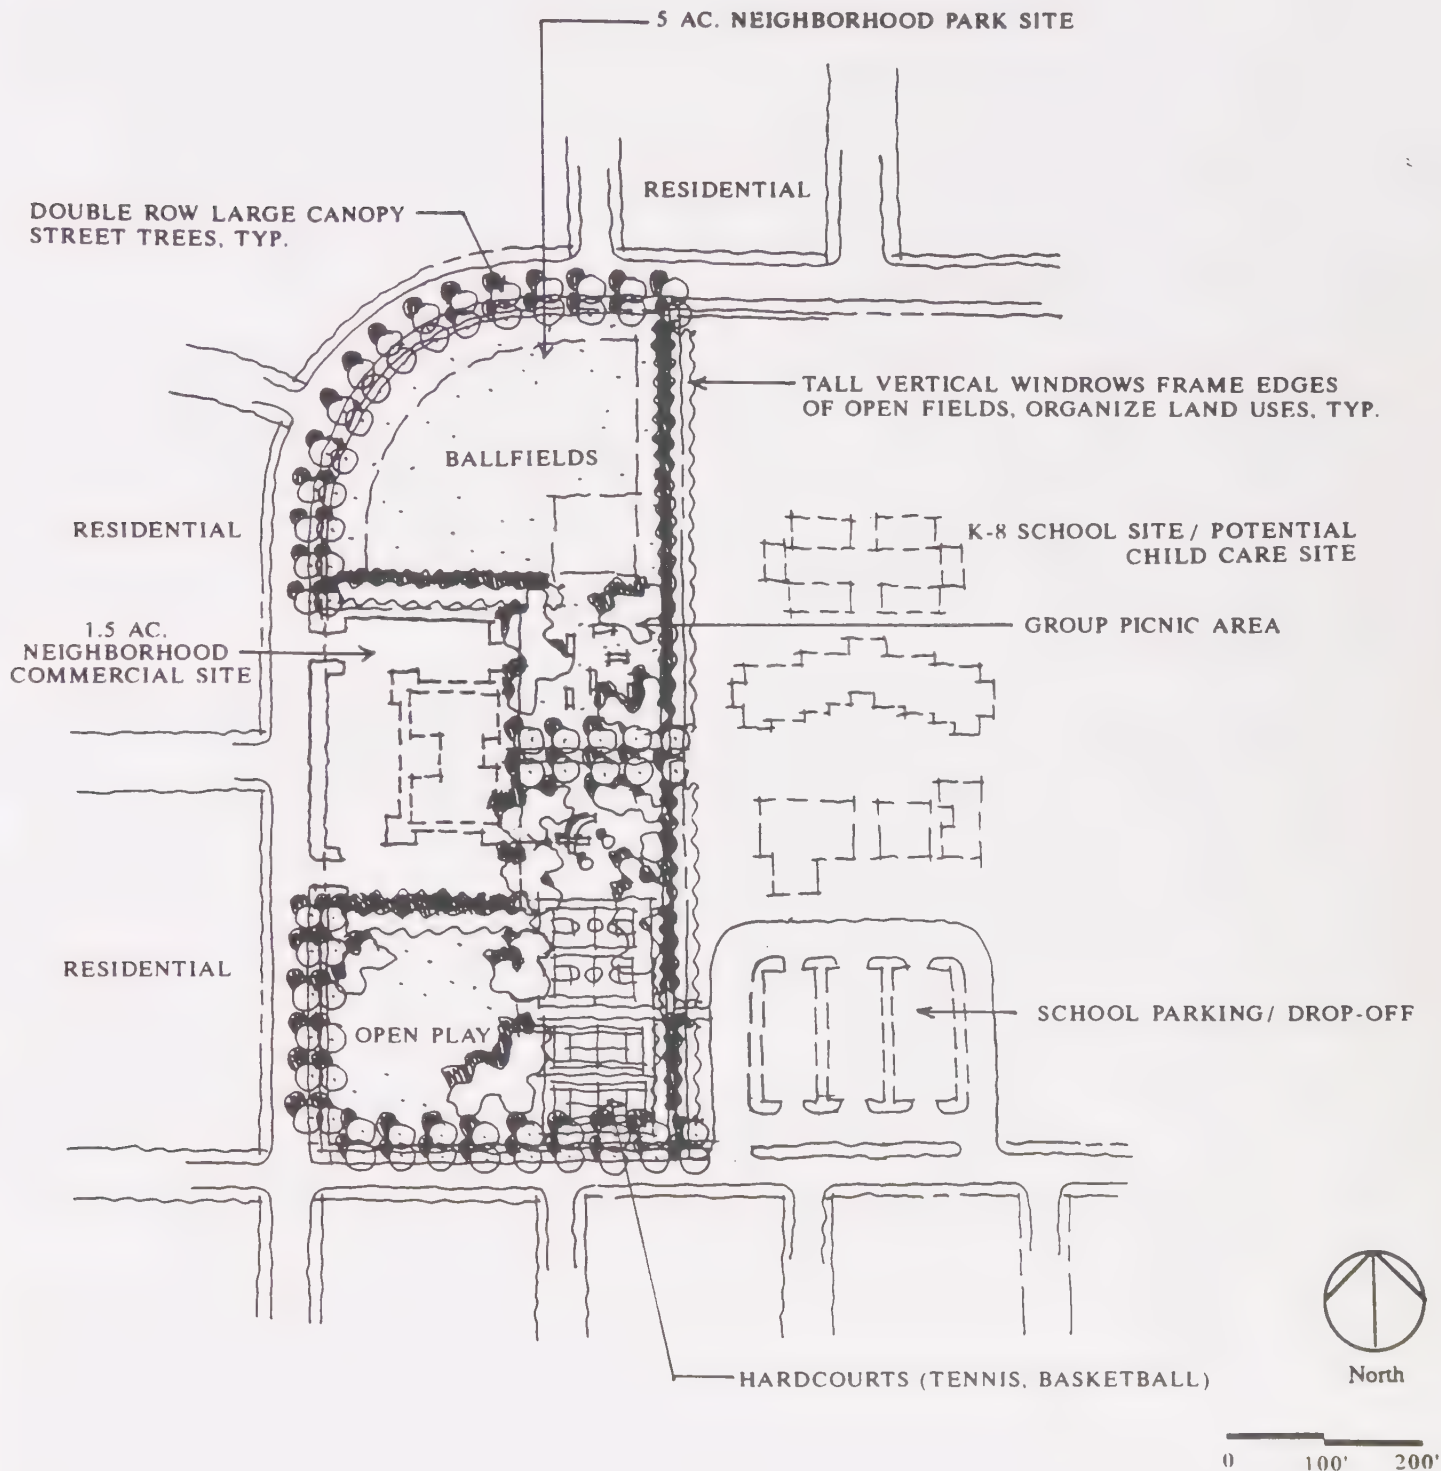 5 AC. NEIGHBORHOOD PARK SITE
RESIDENTIAL
DOUBLE ROW LARGE CANOPY
STREET TREES, TYP.
TALL VERTICAL WINDROWS FRAME EDGES
OF OPEN FIELDS, ORGANIZE LAND USES, TYP.
BALLFIELDS
RESIDENTIAL
K-8 SCHOOL SITE / POTENTIAL
CHILD CARE SITE
1.5 AC.
NEIGHBORHOOD
COMMERCIAL SITE
GROUP PICNIC AREA
RESIDENTIAL
OPEN PLAY
SCHOOL PARKING / DROP-OFF
HARDCOURTS (TENNIS, BASKETBALL)
North
0 100' 200'